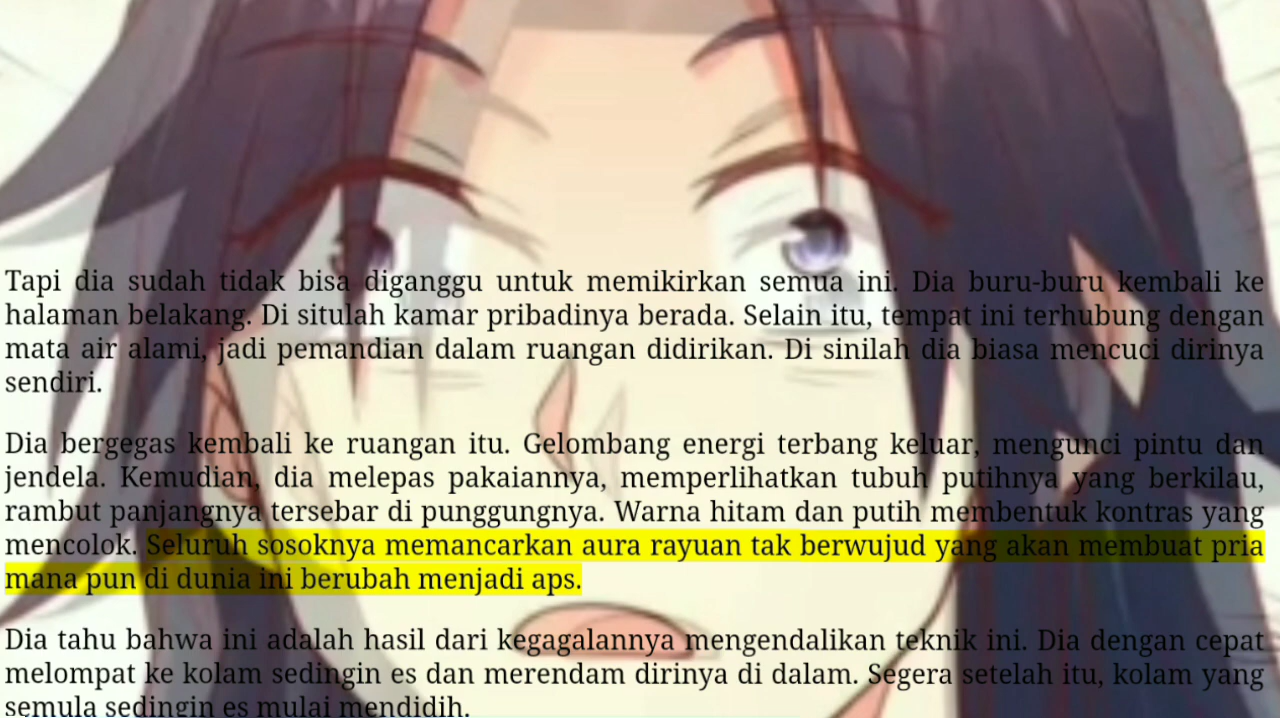 Tapi dia sudah tidak bisa diganggu untuk memikirkan semua ini. Dia buru-buru kembali ke
halaman belakang. Di situlah kamar pribadinya berada. Selain itu, tempat ini terhubung dengan
mata air alami, jadi pemandian dalam ruangan didirikan. Di sinilah dia biasa mencuci dirinya
sendiri.
Dia bergegas kembali ke ruangan itu. Gelombang energi terbang keluar, mengunci pintu dan
jendela. Kemudian, dia melepas pakaiannya, memperlihatkan tubuh putihnya yang berkilau,
rambut panjangnya tersebar di punggungnya. Warna hitam dan putih membentuk kontras yang
mencolok. Seluruh sosoknya memancarkan aura rayuan tak berwujud yang akan membuat pria
mana pun di dunia ini berubah menjadi aps.
Dia tahu bahwa ini adalah hasil dari kegagalannya mengendalikan teknik ini. Dia dengan cepat
melompat ke kolam sedingin es dan merendam dirinya di dalam. Segera setelah itu, kolam yang
semula sedingin es mulai mendidih.